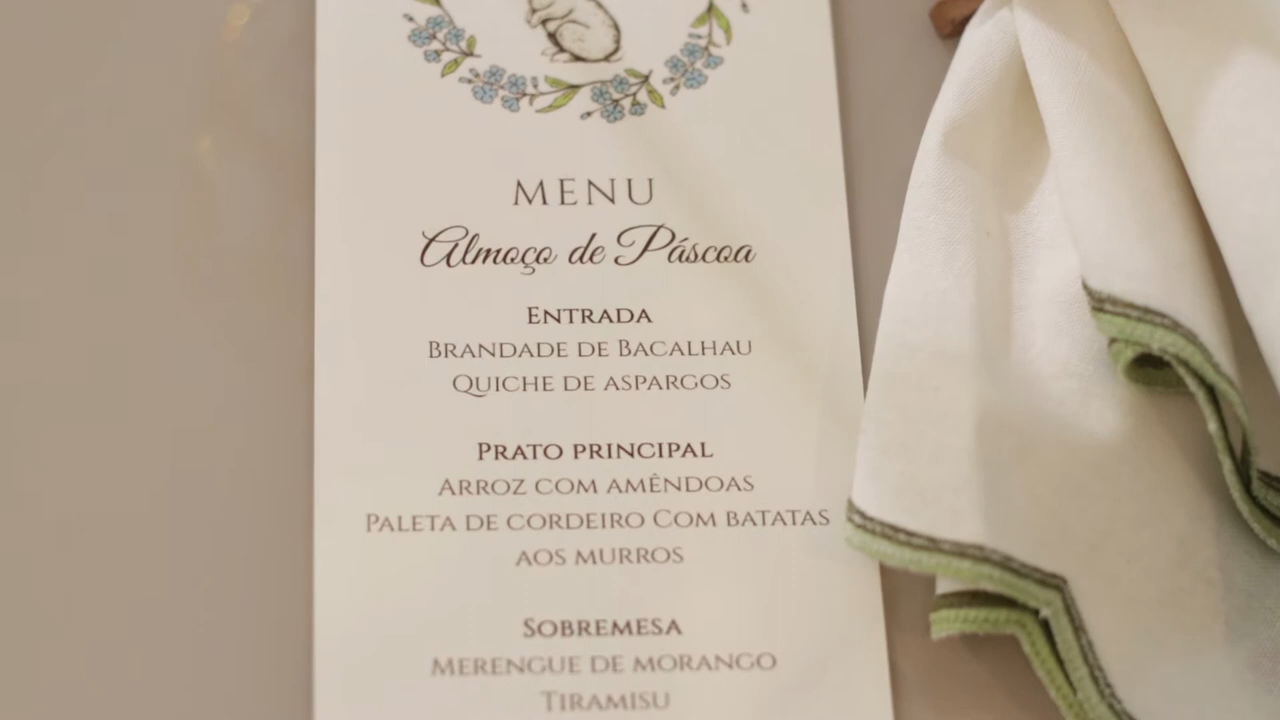 MENU
Almoço de Páscoa
ENTRADA
BRANDADE DE BACALHAU
QUICHE DE ASPARGOS
PRATO PRINCIPAL
ARROZ COM AMÊNDOAS
PALETA DE CORDEIRO COM BATATAS
AOS MURROS
SOBREMESA
MERENGUE DE MORANGO
TIRAMISU